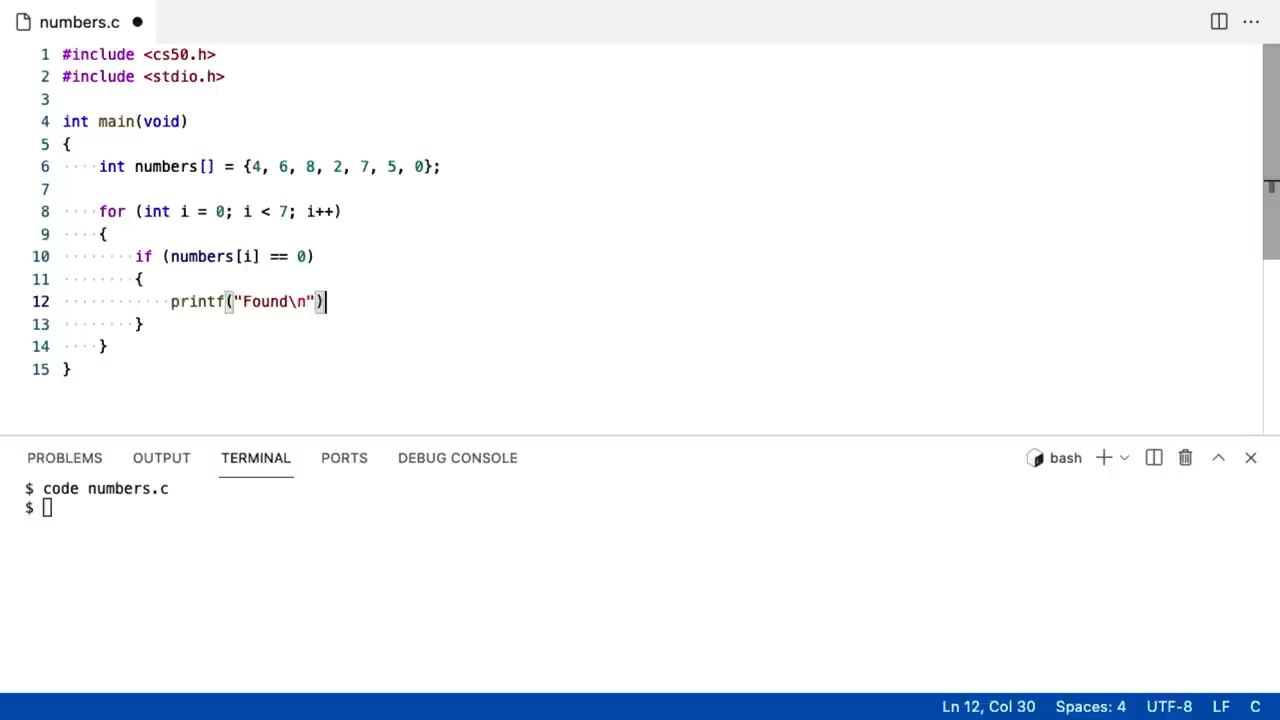 numbers.c
1 #include <cs50.h>
2 #include <stdio.h>
3
4 int main(void)
5 {
6 ····int numbers[] = {4, 6, 8, 2, 7, 5, 0};
7
8 ····for (int i = 0; i < 7; i++)
9 ····{
10 ········if (numbers[i] == 0)
11 ········{
12 ············printf("Found\n")
13 ········}
14 ····}
15 }
PROBLEMS OUTPUT TERMINAL PORTS DEBUG CONSOLE bash
$ code numbers.c
$
Ln 12, Col 30 Spaces: 4 UTF-8 LF C